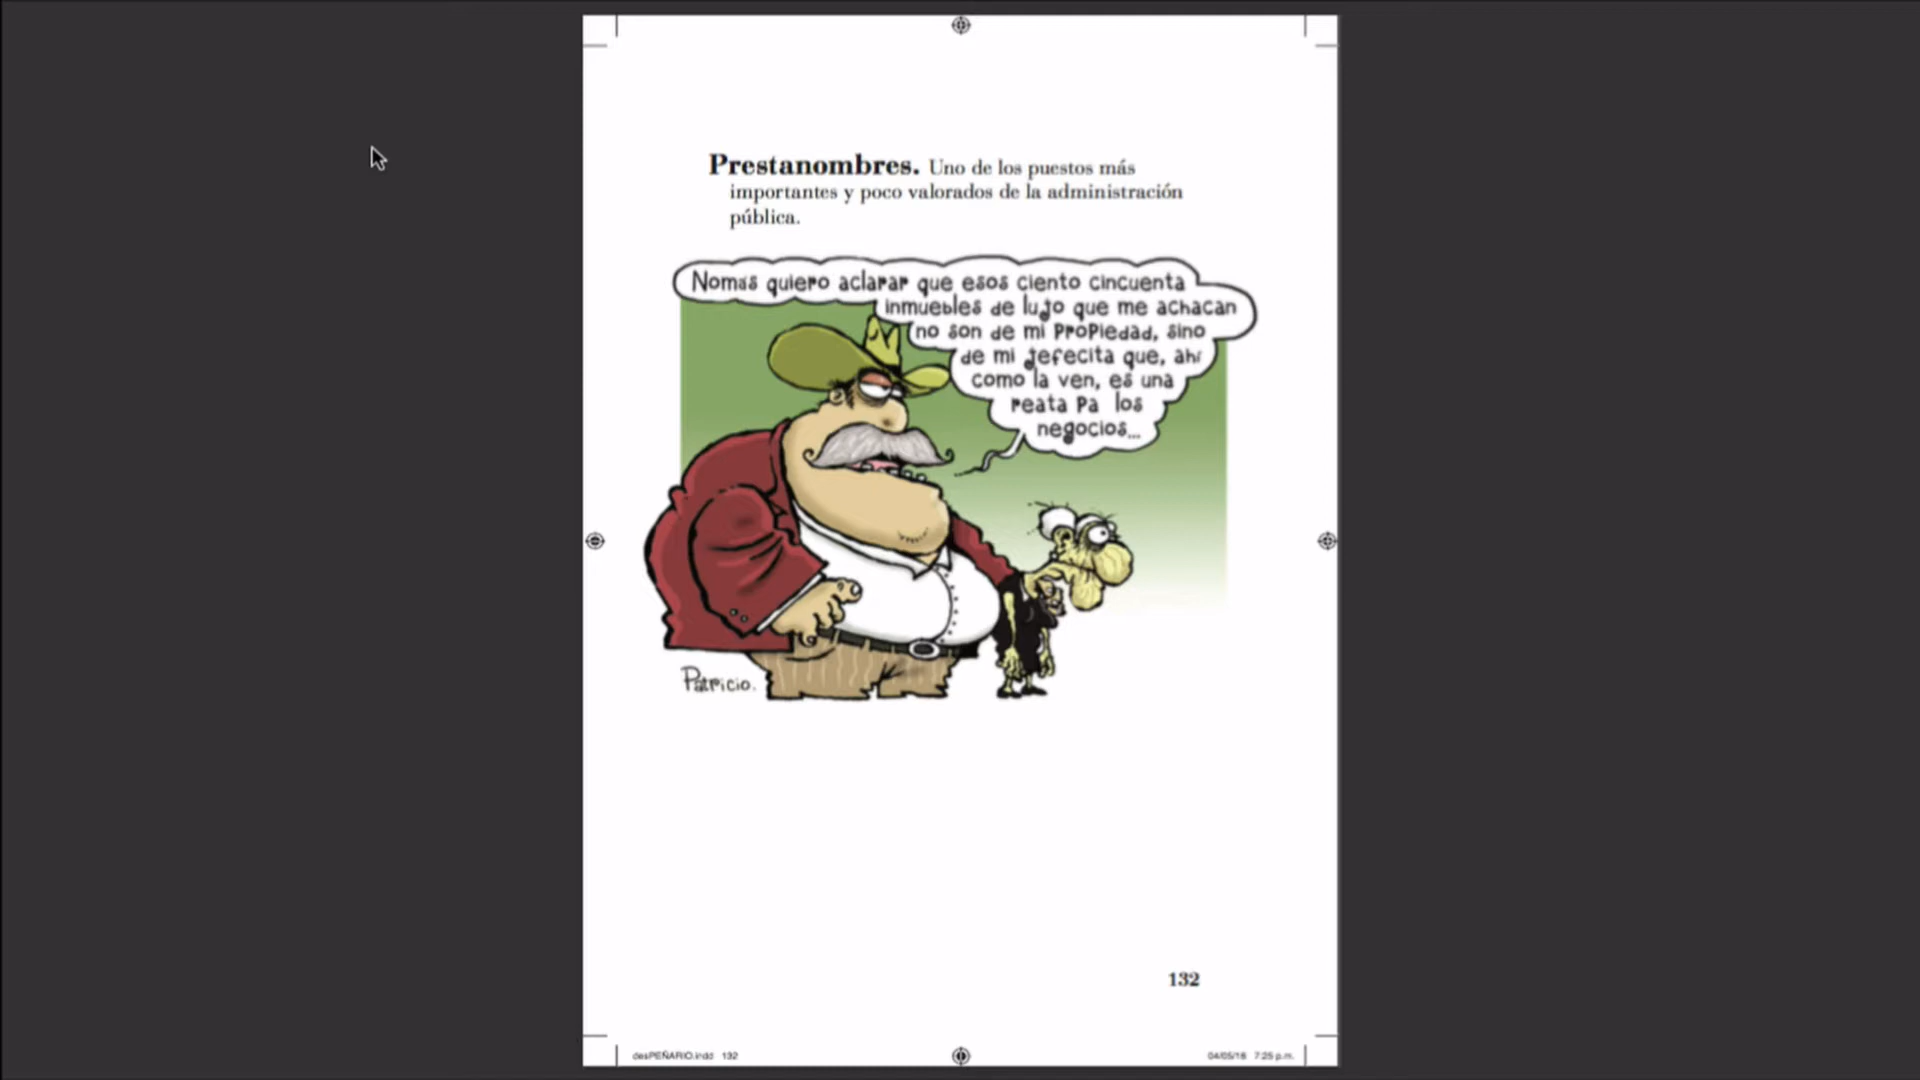 Prestanombres. Uno de los puestos más
importantes y poco valorados de la administración
pública.
Nomás quiero aclarar que esos ciento cincuenta
inmuebles de lujo que me achacan
no son de mi propiedad, sino
de mi jefecita que, ahí
como la ven, es una
reata pa los
negocios...
Patricio.
132
desPEÑARIO.indd 132
04/05/16 7:25 p.m.